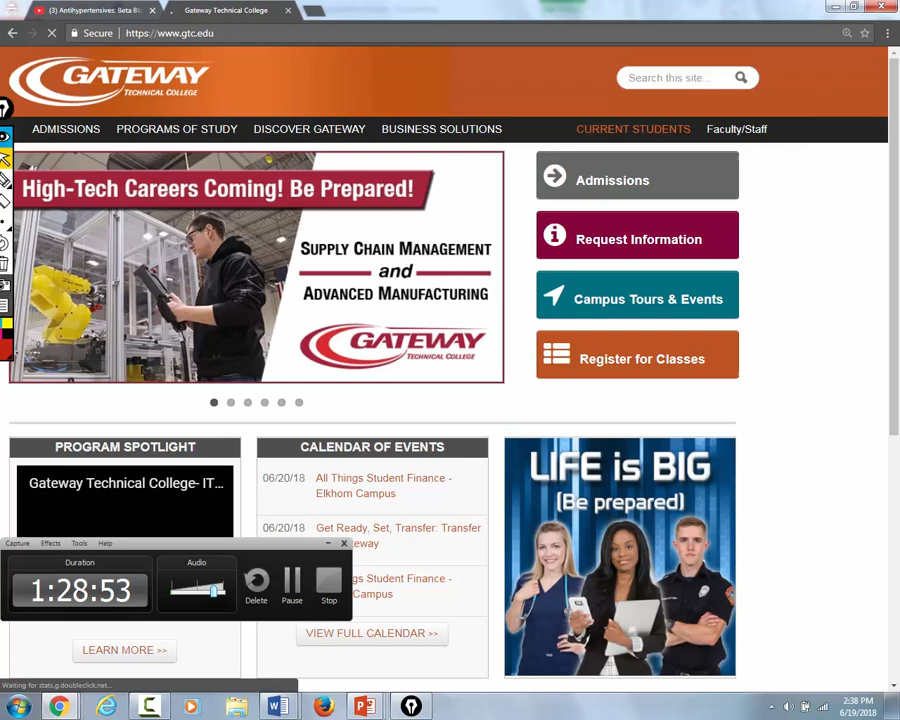 (3) Antihypertensives: Beta Bl
Gateway Technical College
Secure
https://www.gtc.edu
GATEWAY
TECHNICAL COLLEGE
Search this site...
ADMISSIONS
PROGRAMS OF STUDY
DISCOVER GATEWAY
BUSINESS SOLUTIONS
CURRENT STUDENTS
Faculty/Staff
High-Tech Careers Coming! Be Prepared!
SUPPLY CHAIN MANAGEMENT
and
ADVANCED MANUFACTURING
GATEWAY
TECHNICAL COLLEGE
Admissions
Request Information
Campus Tours & Events
Register for Classes
PROGRAM SPOTLIGHT
Gateway Technical College- IT...
LEARN MORE >>
CALENDAR OF EVENTS
06/20/18 All Things Student Finance -
Elkhorn Campus
06/20/18 Get Ready, Set, Transfer: Transfer
eway
gs Student Finance -
Campus
VIEW FULL CALENDAR >>
LIFE is BIG
(Be prepared)
Capture Effects Tools Help
Duration
1:28:53
Audio
Delete
Pause
Stop
Waiting for stats.g.doubleclick.net...
2:38 PM
6/19/2018